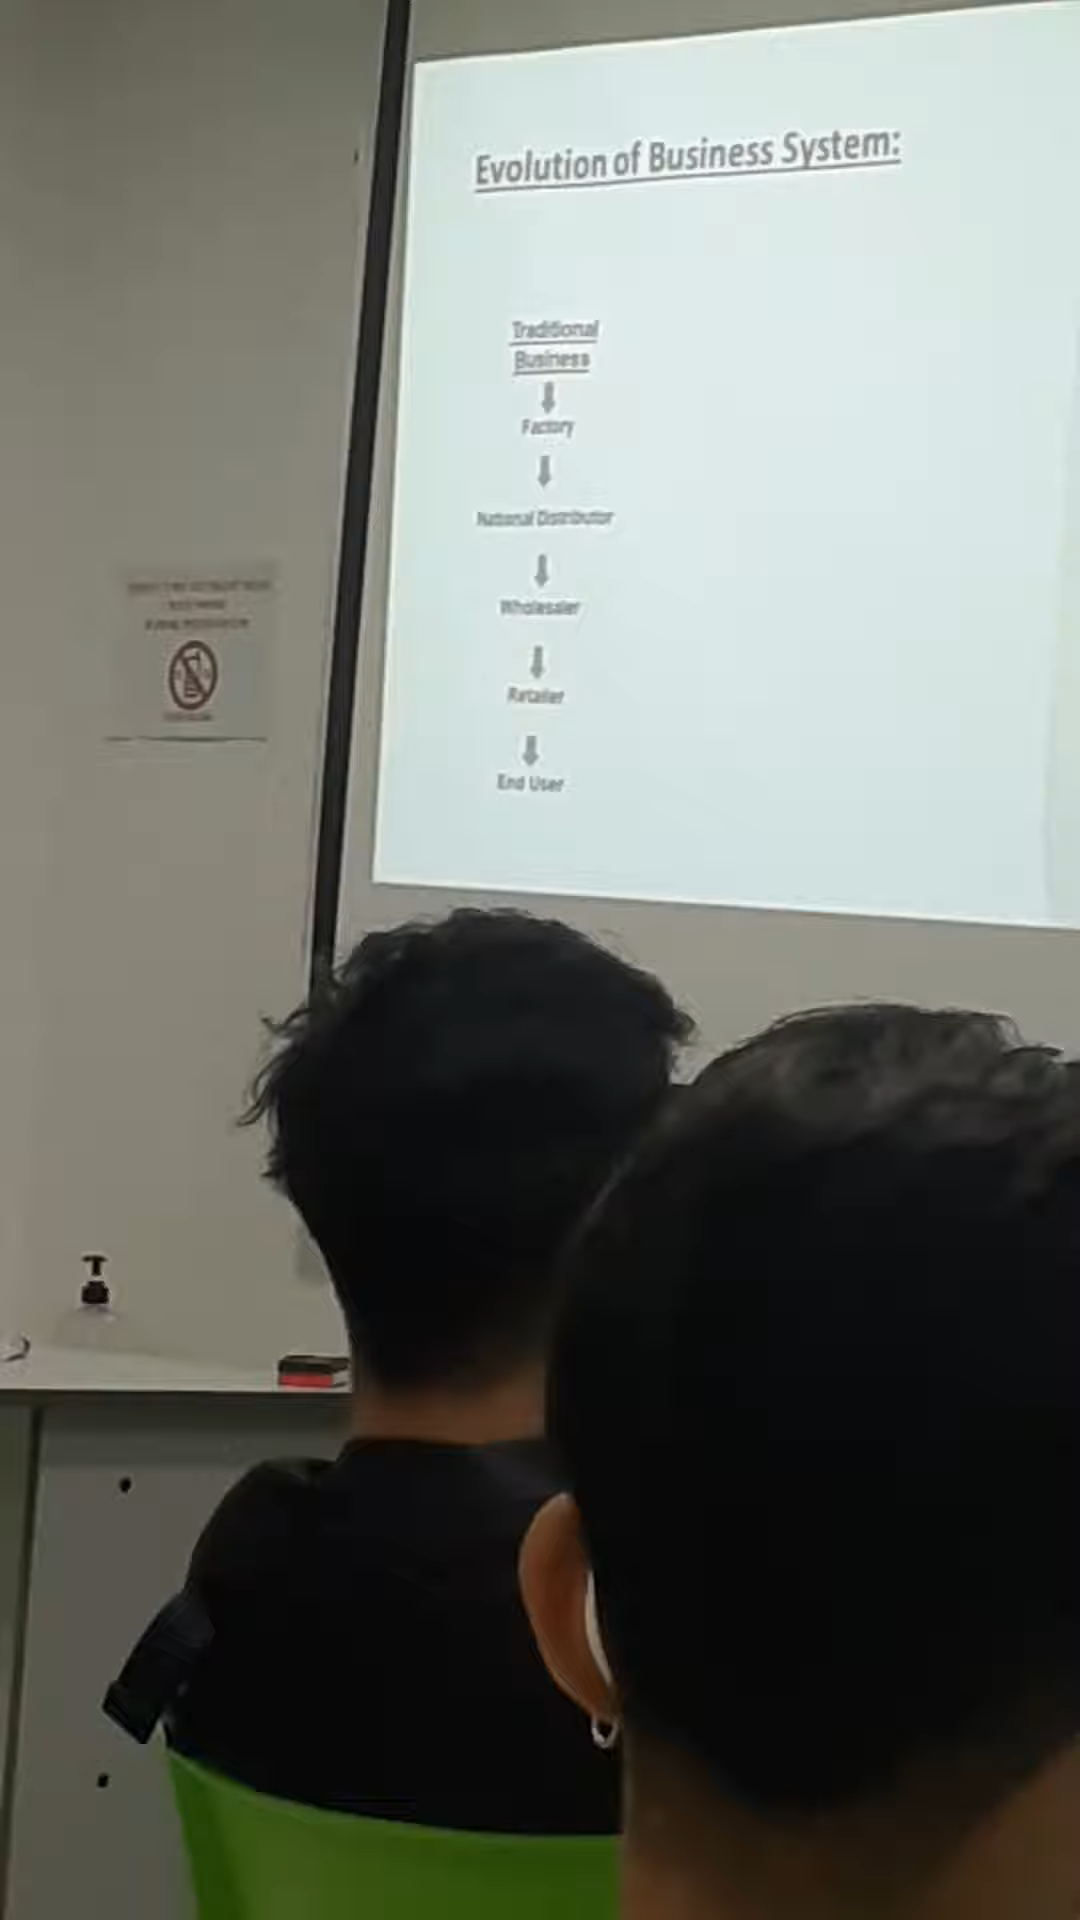 Evolution of Business System:
Traditional
Business
Factory
National Distributor
Wholesaler
Retailer
End User